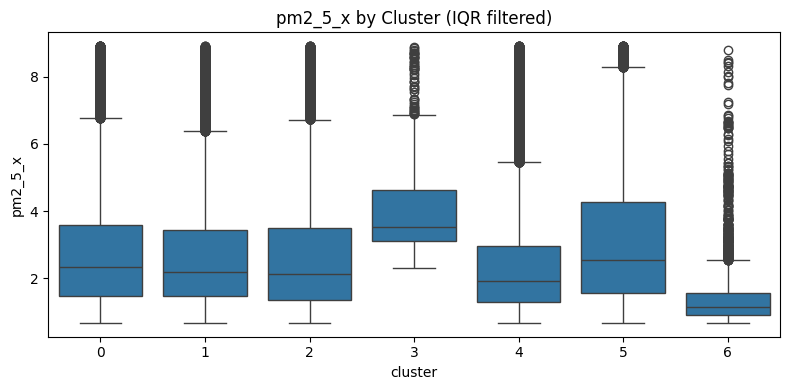 pm2_5_x by Cluster (IQR filtered)
pm2_5_x
8
6
4
2
0 1 2 3 4 5 6
cluster